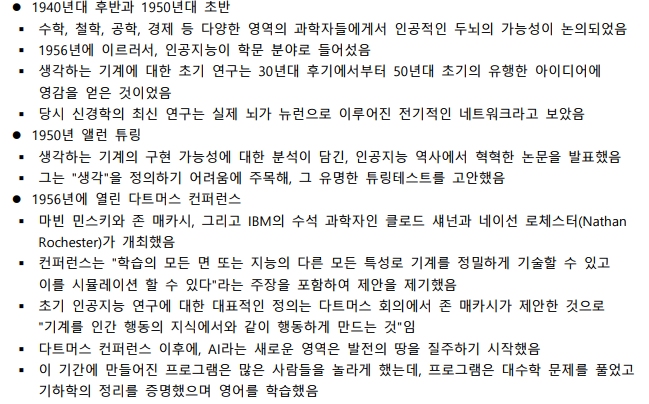 ● 1940년대 후반과 1950년대 초반
▪ 수학, 철학, 공학, 경제 등 다양한 영역의 과학자들에게서 인공적인 두뇌의 가능성이 논의되었음
▪ 1956년에 이르러서, 인공지능이 학문 분야로 들어섰음
▪ 생각하는 기계에 대한 초기 연구는 30년대 후기에서부터 50년대 초기의 유행한 아이디어에
영감을 얻은 것이었음
▪ 당시 신경학의 최신 연구는 실제 뇌가 뉴런으로 이루어진 전기적인 네트워크라고 보았음
● 1950년 앨런 튜링
▪ 생각하는 기계의 구현 가능성에 대한 분석이 담긴, 인공지능 역사에서 혁혁한 논문을 발표했음
▪ 그는 "생각"을 정의하기 어려움에 주목해, 그 유명한 튜링테스트를 고안했음
● 1956년에 열린 다트머스 컨퍼런스
▪ 마빈 민스키와 존 매카시, 그리고 IBM의 수석 과학자인 클로드 섀넌과 네이선 로체스터(Nathan
Rochester)가 개최했음
▪ 컨퍼런스는 "학습의 모든 면 또는 지능의 다른 모든 특성로 기계를 정밀하게 기술할 수 있고
이를 시뮬레이션 할 수 있다"라는 주장을 포함하여 제안을 제기했음
▪ 초기 인공지능 연구에 대한 대표적인 정의는 다트머스 회의에서 존 매카시가 제안한 것으로
"기계를 인간 행동의 지식에서와 같이 행동하게 만드는 것"임
▪ 다트머스 컨퍼런스 이후에, AI라는 새로운 영역은 발전의 땅을 질주하기 시작했음
▪ 이 기간에 만들어진 프로그램은 많은 사람들을 놀라게 했는데, 프로그램은 대수학 문제를 풀었고
기하학의 정리를 증명했으며 영어를 학습했음